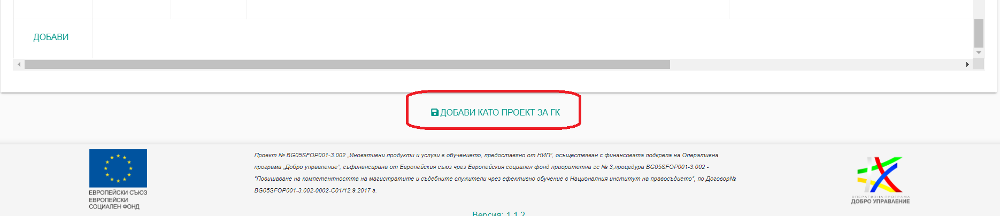 ДОБАВИ
ДОБАВИ КАТО ПРОЕКТ ЗА ГК
Проект № BG05SFOP001-3.002 „Иновативни продукти и услуги в обучението, предоставяно от НИП", осъществяван с финансовата подкрепа на Оперативна
програма „Добро управление", съфинансирана от Европейския съюз чрез Европейския социален фонд приоритетна ос № 3,процедура BG05SFOP001-3.002 -
"Повишаване на компетентността на магистратите и съдебните служители чрез ефективно обучение в Националния институт на правосъдието", по Договор№
BG05SFOP001-3.002-0002-C01/12.9.2017 г.
ЕВРОПЕЙСКИ СЪЮЗ
ЕВРОПЕЙСКИ
СОЦИАЛЕН ФОНД
ОПЕРАТИВНА ПРОГРАМА
ДОБРО УПРАВЛЕНИЕ
Версия: 1.1.2